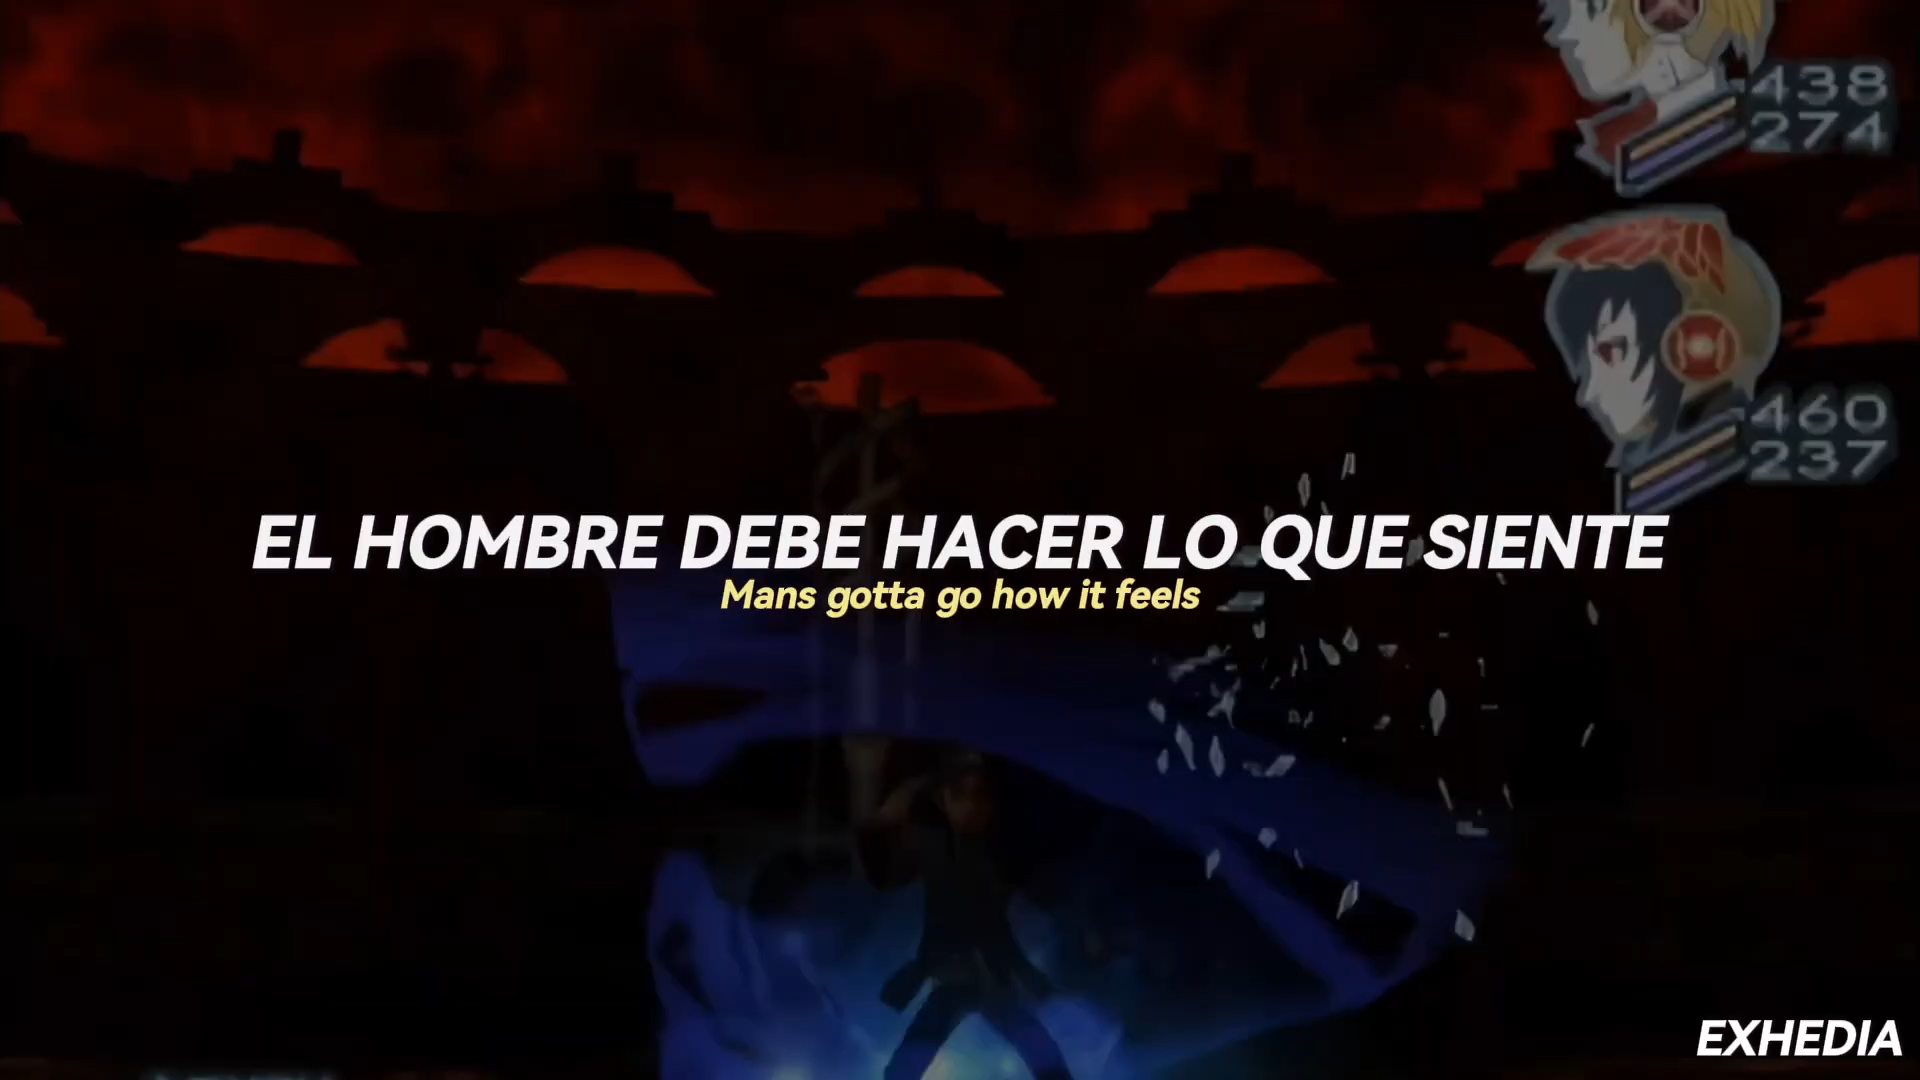 438
274
460
237
EL HOMBRE DEBE HACER LO QUE SIENTE
Mans gotta go how it feels
EXHEDIA